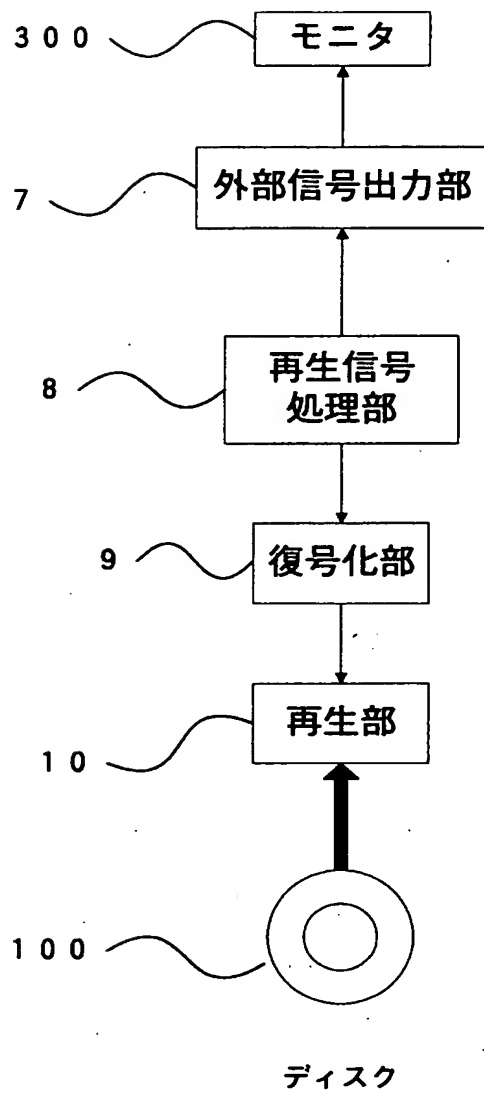 ３００
モニタ
７
外部信号出力部
８
再生信号
処理部
９
復号化部
１０
再生部
１００
ディスク